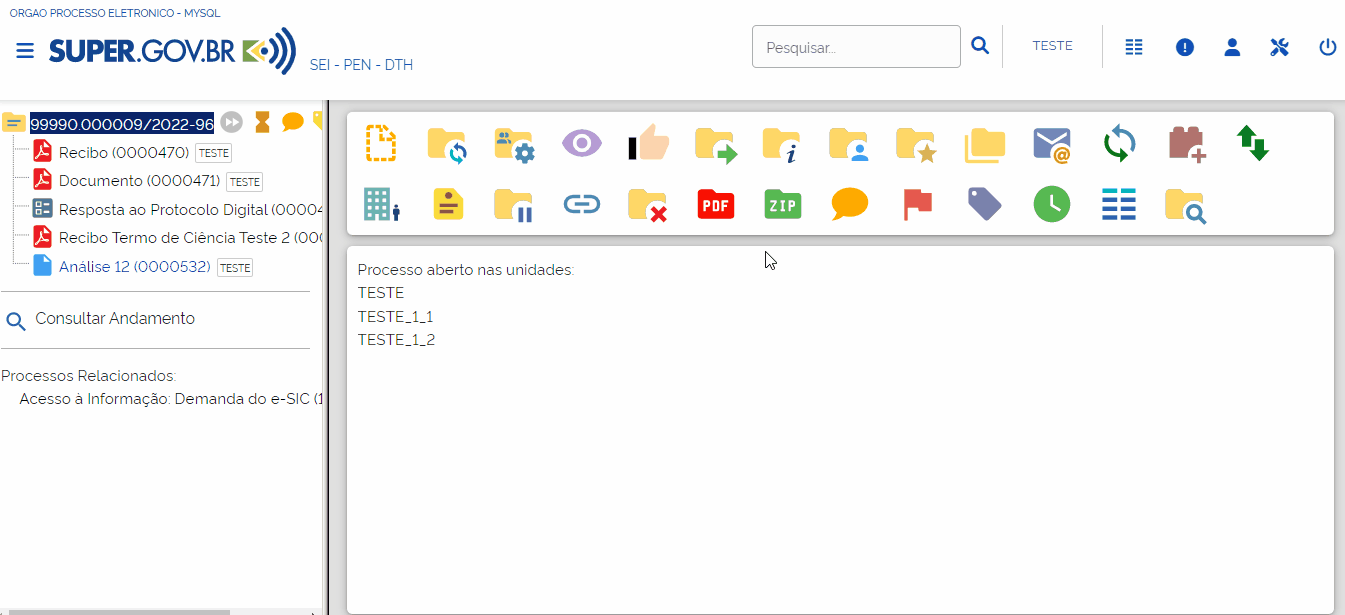 ORGAO PROCESSO ELETRONICO - MYSQL
SUPER.GOV.BR
SEI - PEN - DTH
Pesquisar...
TESTE
99990.000009/2022-96
Recibo (0000470) TESTE
Documento (0000471) TESTE
Resposta ao Protocolo Digital (00004
Recibo Termo de Ciência Teste 2 (000
Análise 12 (0000532) TESTE
Consultar Andamento
Processos Relacionados:
Acesso à Informação: Demanda do e-SIC (1
PDF
ZIP
Processo aberto nas unidades:
TESTE
TESTE_1_1
TESTE_1_2